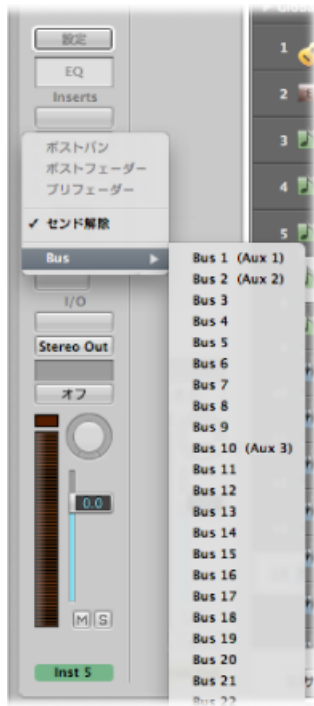 設定
EQ
Inserts
ポストパン
ポストフェーダー
プリフェーダー
✓ センド解除
Bus ▶
I/O
Stereo Out
オフ
0.0
M S
Inst 5
1
2
3
4
5
Bus 1 (Aux 1)
Bus 2 (Aux 2)
Bus 3
Bus 4
Bus 5
Bus 6
Bus 7
Bus 8
Bus 9
Bus 10 (Aux 3)
Bus 11
Bus 12
Bus 13
Bus 14
Bus 15
Bus 16
Bus 17
Bus 18
Bus 19
Bus 20
Bus 21
Bus 22